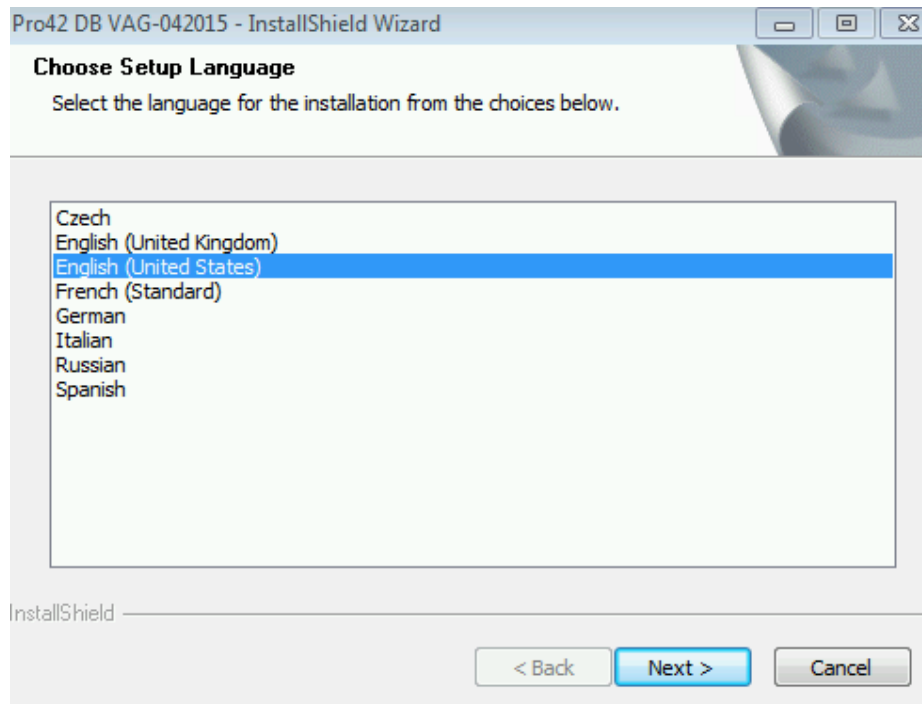 Pro42 DB VAG-042015 - InstallShield Wizard
Choose Setup Language
Select the language for the installation from the choices below.
Czech
English (United Kingdom)
English (United States)
French (Standard)
German
Italian
Russian
Spanish
InstallShield
< Back
Next >
Cancel